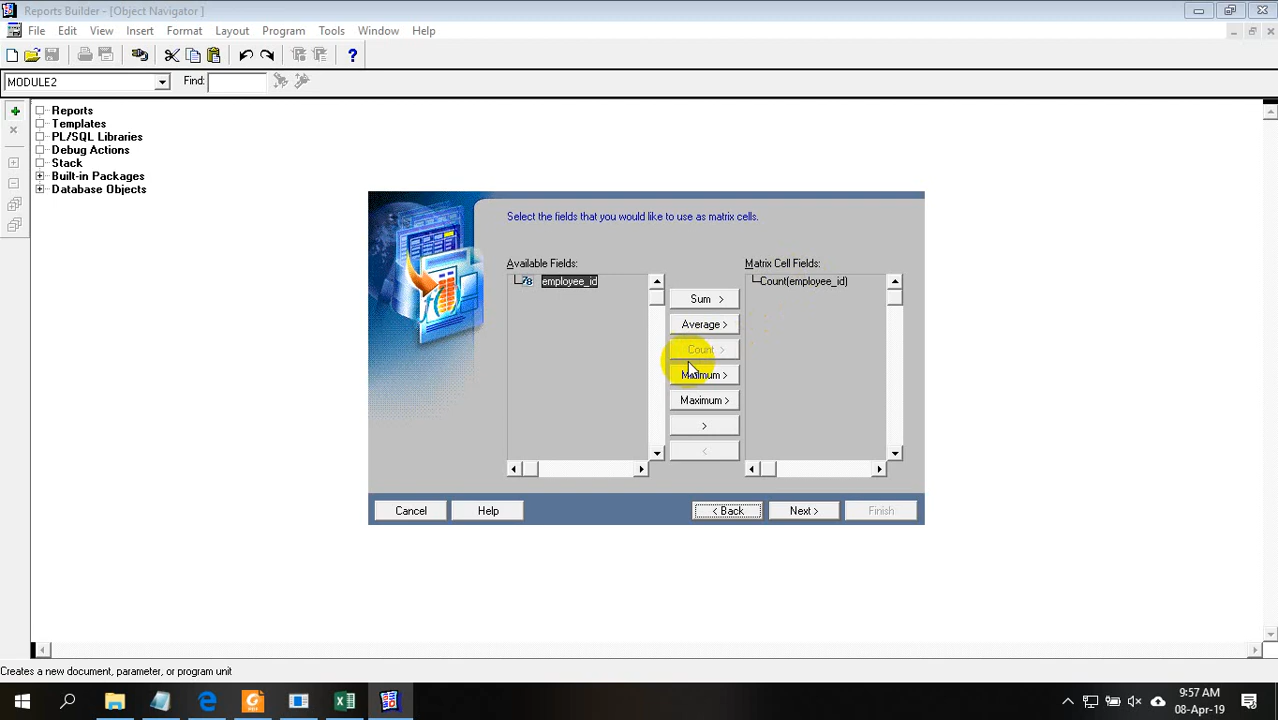 Reports Builder - [Object Navigator ]
File Edit View Insert Format Layout Program Tools Window Help
MODULE2 Find:
Reports
Templates
PL/SQL Libraries
Debug Actions
Stack
Built-in Packages
Database Objects
Select the fields that you would like to use as matrix cells.
Available Fields: Matrix Cell Fields:
78 employee_id Count(employee_id)
Sum >
Average >
Count >
Minimum >
Maximum >
>
<
Cancel Help < Back Next > Finish
Creates a new document, parameter, or program unit
9:57 AM
08-Apr-19